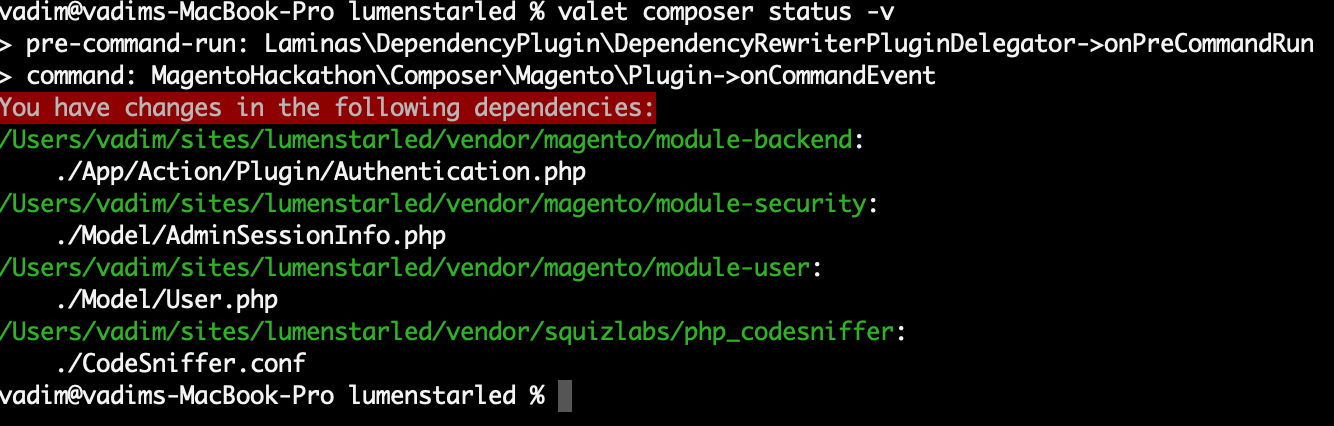 vadim@vadims-MacBook-Pro lumenstarled % valet composer status -v
> pre-command-run: Laminas\DependencyPlugin\DependencyRewriterPluginDelegator->onPreCommandRun
> command: MagentoHackathon\Composer\Magento\Plugin->onCommandEvent
You have changes in the following dependencies:
/Users/vadim/sites/lumenstarled/vendor/magento/module-backend:
    ./App/Action/Plugin/Authentication.php
/Users/vadim/sites/lumenstarled/vendor/magento/module-security:
    ./Model/AdminSessionInfo.php
/Users/vadim/sites/lumenstarled/vendor/magento/module-user:
    ./Model/User.php
/Users/vadim/sites/lumenstarled/vendor/squizlabs/php_codesniffer:
    ./CodeSniffer.conf
vadim@vadims-MacBook-Pro lumenstarled %